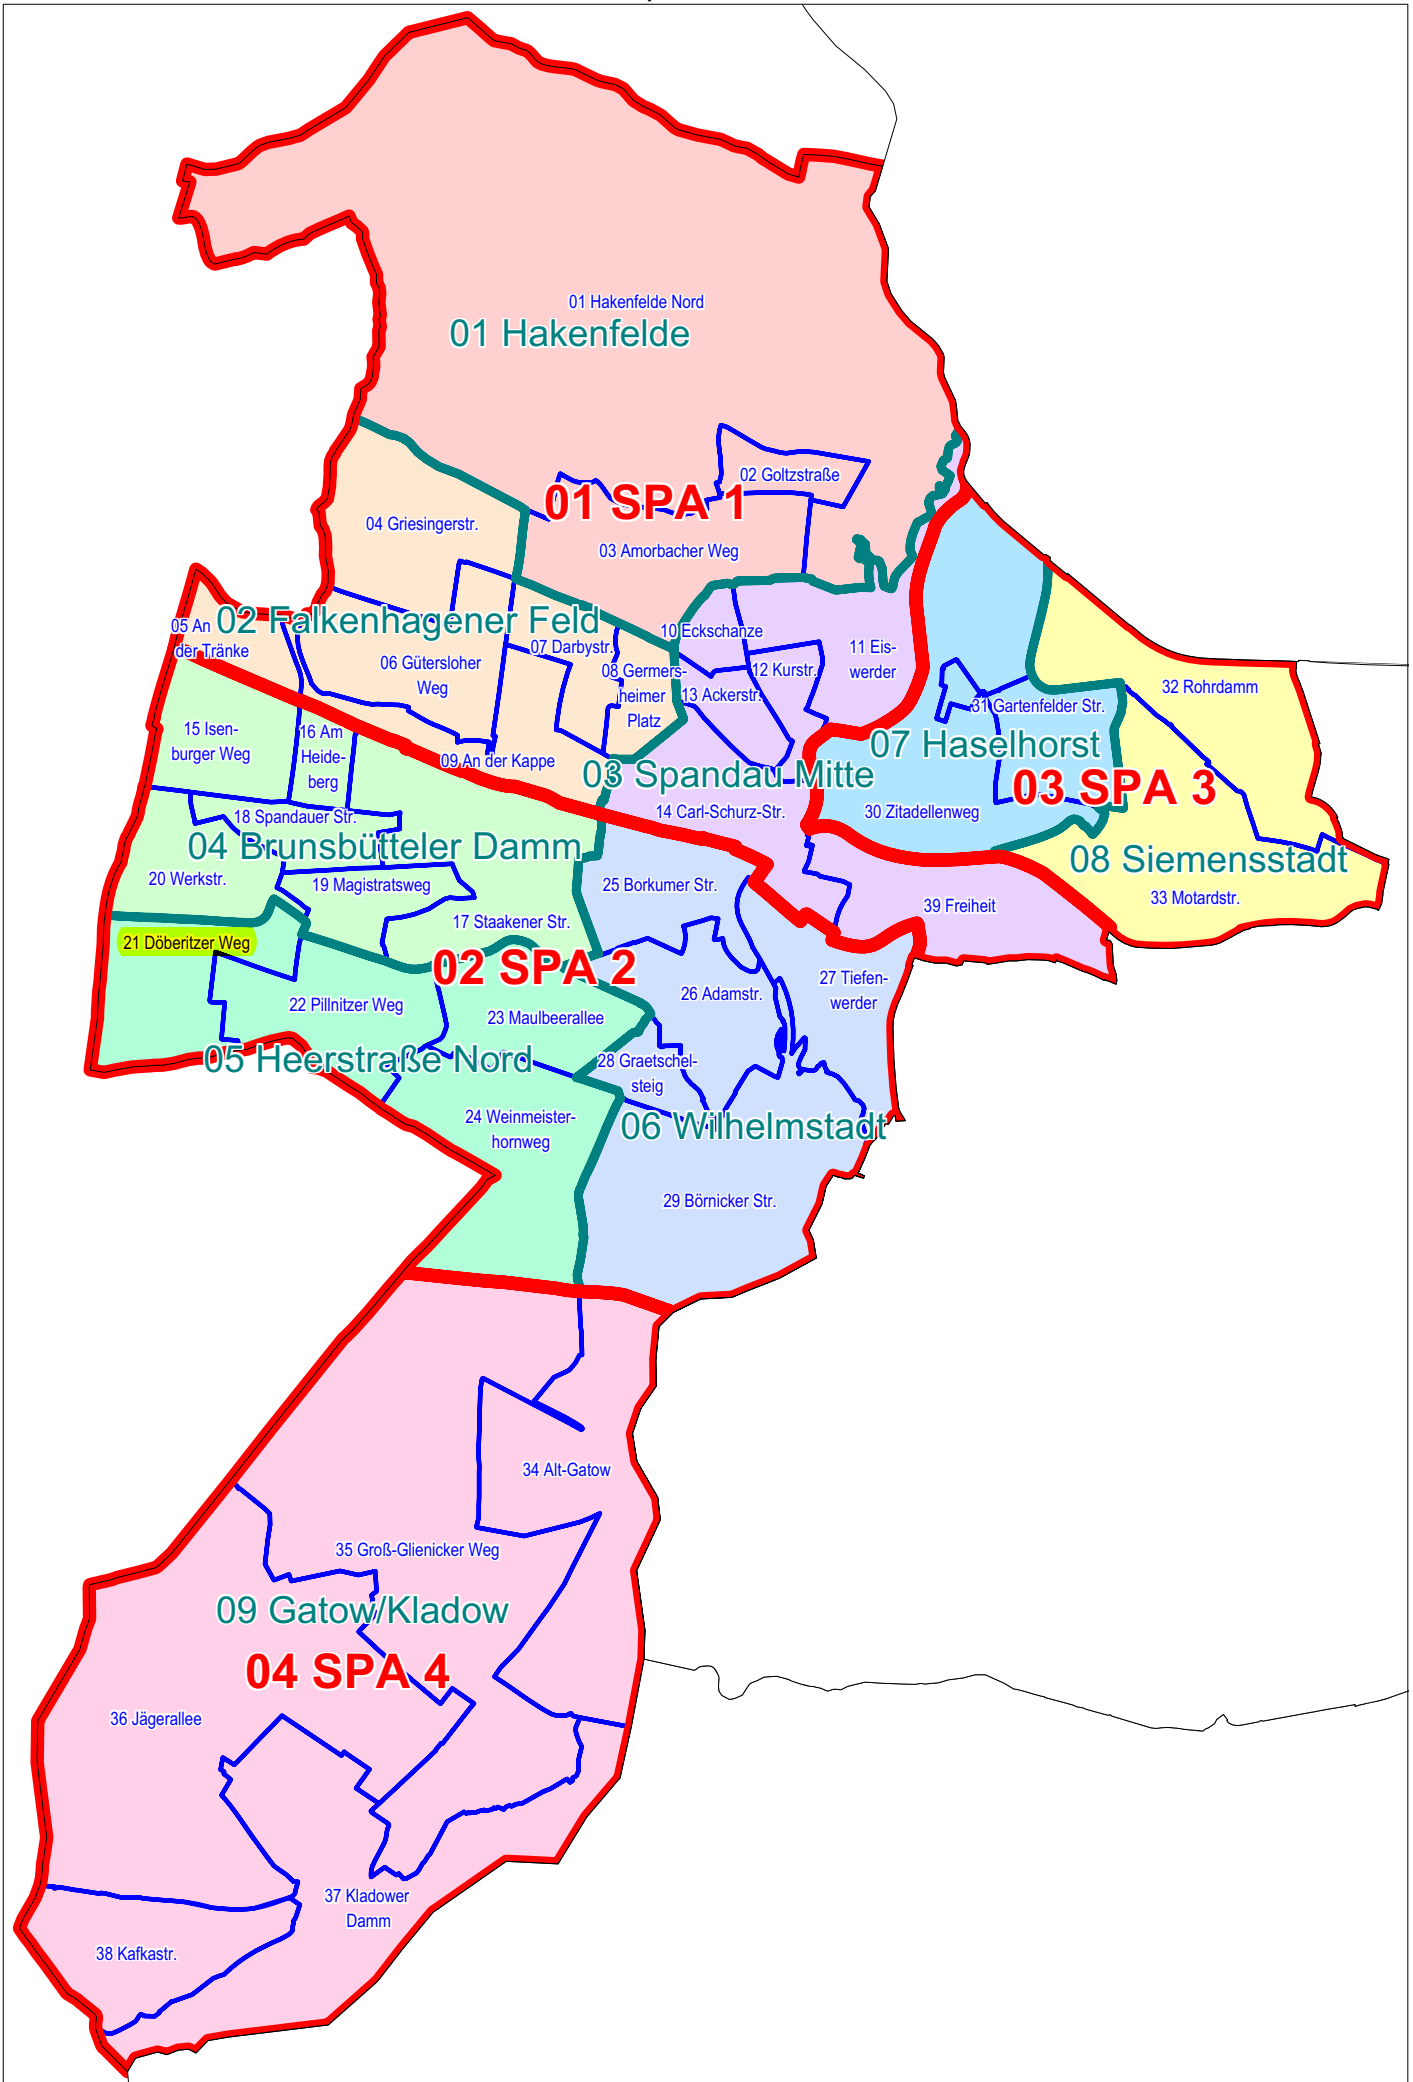 01 Hakenfelde Nord
01 Hakenfelde
02 Goltzstraße
01 SPA 1
04 Griesingerstr.
03 Amorbacher Weg
05 An
der Tränke
02 Falkenhagener Feld
07 Darbystr.
06 Gütersloher
Weg
08 Germers-
heimer
Platz
10 Eckschanze
11 Eis-
werder
12 Kurstr.
13 Ackerstr.
32 Rohrdamm
31 Gartenfelder Str.
15 Isen-
burger Weg
16 Am
Heide-
berg
09 An der Kappe
03 Spandau Mitte
07 Haselhorst
03 SPA 3
14 Carl-Schurz-Str.
30 Zitadellenweg
18 Spandauer Str.
04 Brunsbütteler Damm
08 Siemensstadt
20 Werkstr.
19 Magistratsweg
25 Borkumer Str.
33 Motardstr.
39 Freiheit
17 Staakener Str.
21 Döberitzer Weg
02 SPA 2
27 Tiefen-
werder
26 Adamstr.
22 Pillnitzer Weg
23 Maulbeerallee
05 Heerstraße Nord
28 Graetschel-
steig
24 Weinmeister-
hornweg
06 Wilhelmstadt
29 Börnicker Str.
34 Alt-Gatow
35 Groß-Glienicker Weg
09 Gatow/Kladow
04 SPA 4
36 Jägerallee
37 Kladower
Damm
38 Kafkastr.